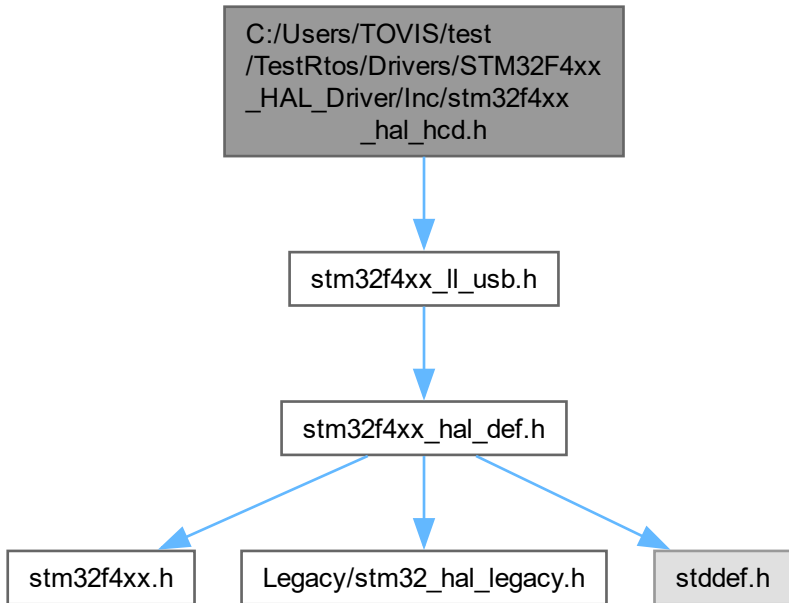 C:/Users/TOVIS/test
/TestRtos/Drivers/STM32F4xx
_HAL_Driver/Inc/stm32f4xx
_hal_hcd.h
stm32f4xx_ll_usb.h
stm32f4xx_hal_def.h
stm32f4xx.h
Legacy/stm32_hal_legacy.h
stddef.h